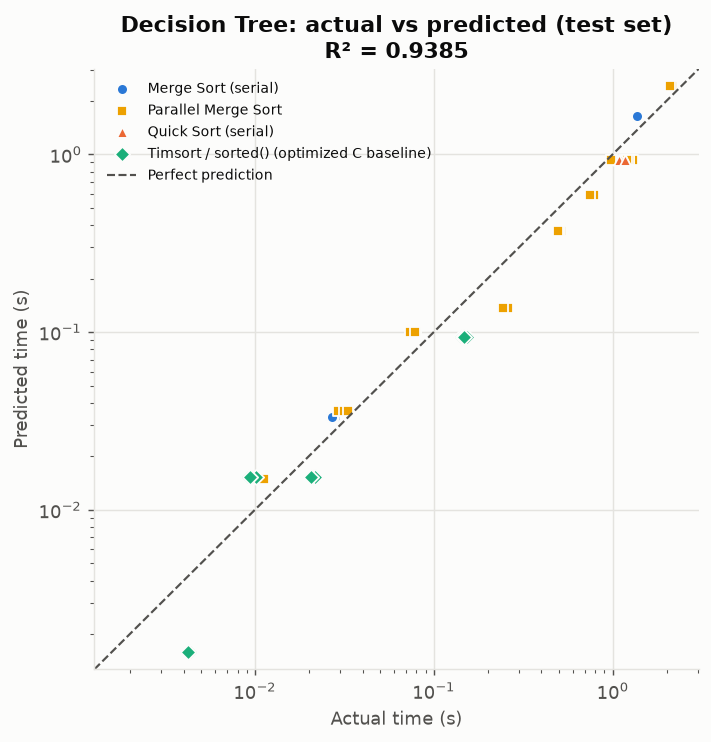 Decision Tree: actual vs predicted (test set)
R² = 0.9385
Merge Sort (serial)
Parallel Merge Sort
Quick Sort (serial)
Timsort / sorted() (optimized C baseline)
Perfect prediction
Predicted time (s)
10⁰
10⁻¹
10⁻²
10⁻²
10⁻¹
10⁰
Actual time (s)